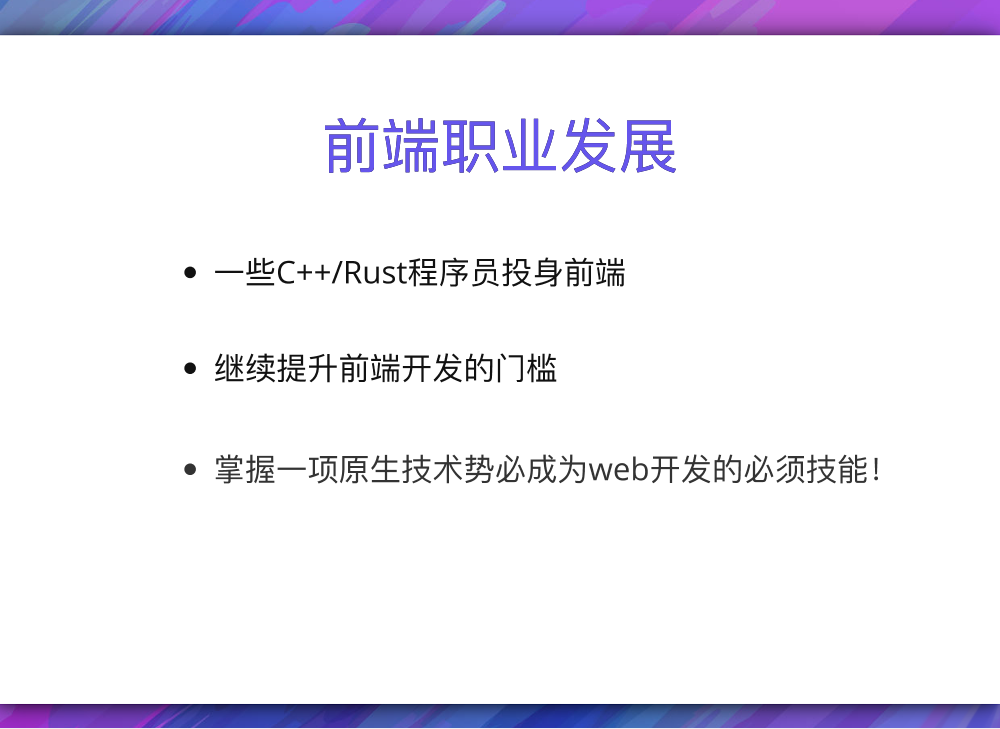 前端职业发展
一些C++/Rust程序员投身前端
继续提升前端开发的门槛
掌握一项原生技术势必成为web开发的必须技能！